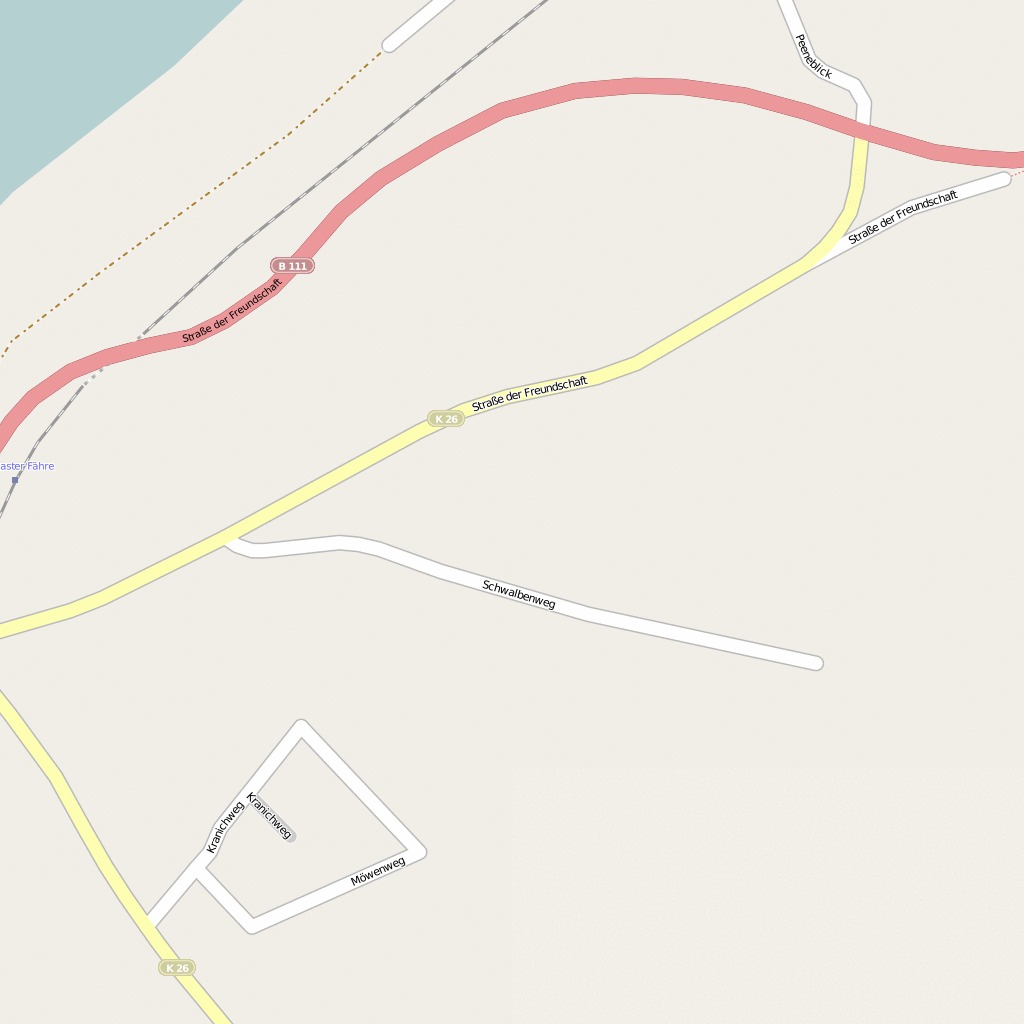 Peeneblick
Straße der Freundschaft
B 111
Straße der Freundschaft
Straße der Freundschaft
K 26
aster Fähre
Schwalbenweg
Kranichweg
Kranichweg
Möwenweg
K 26